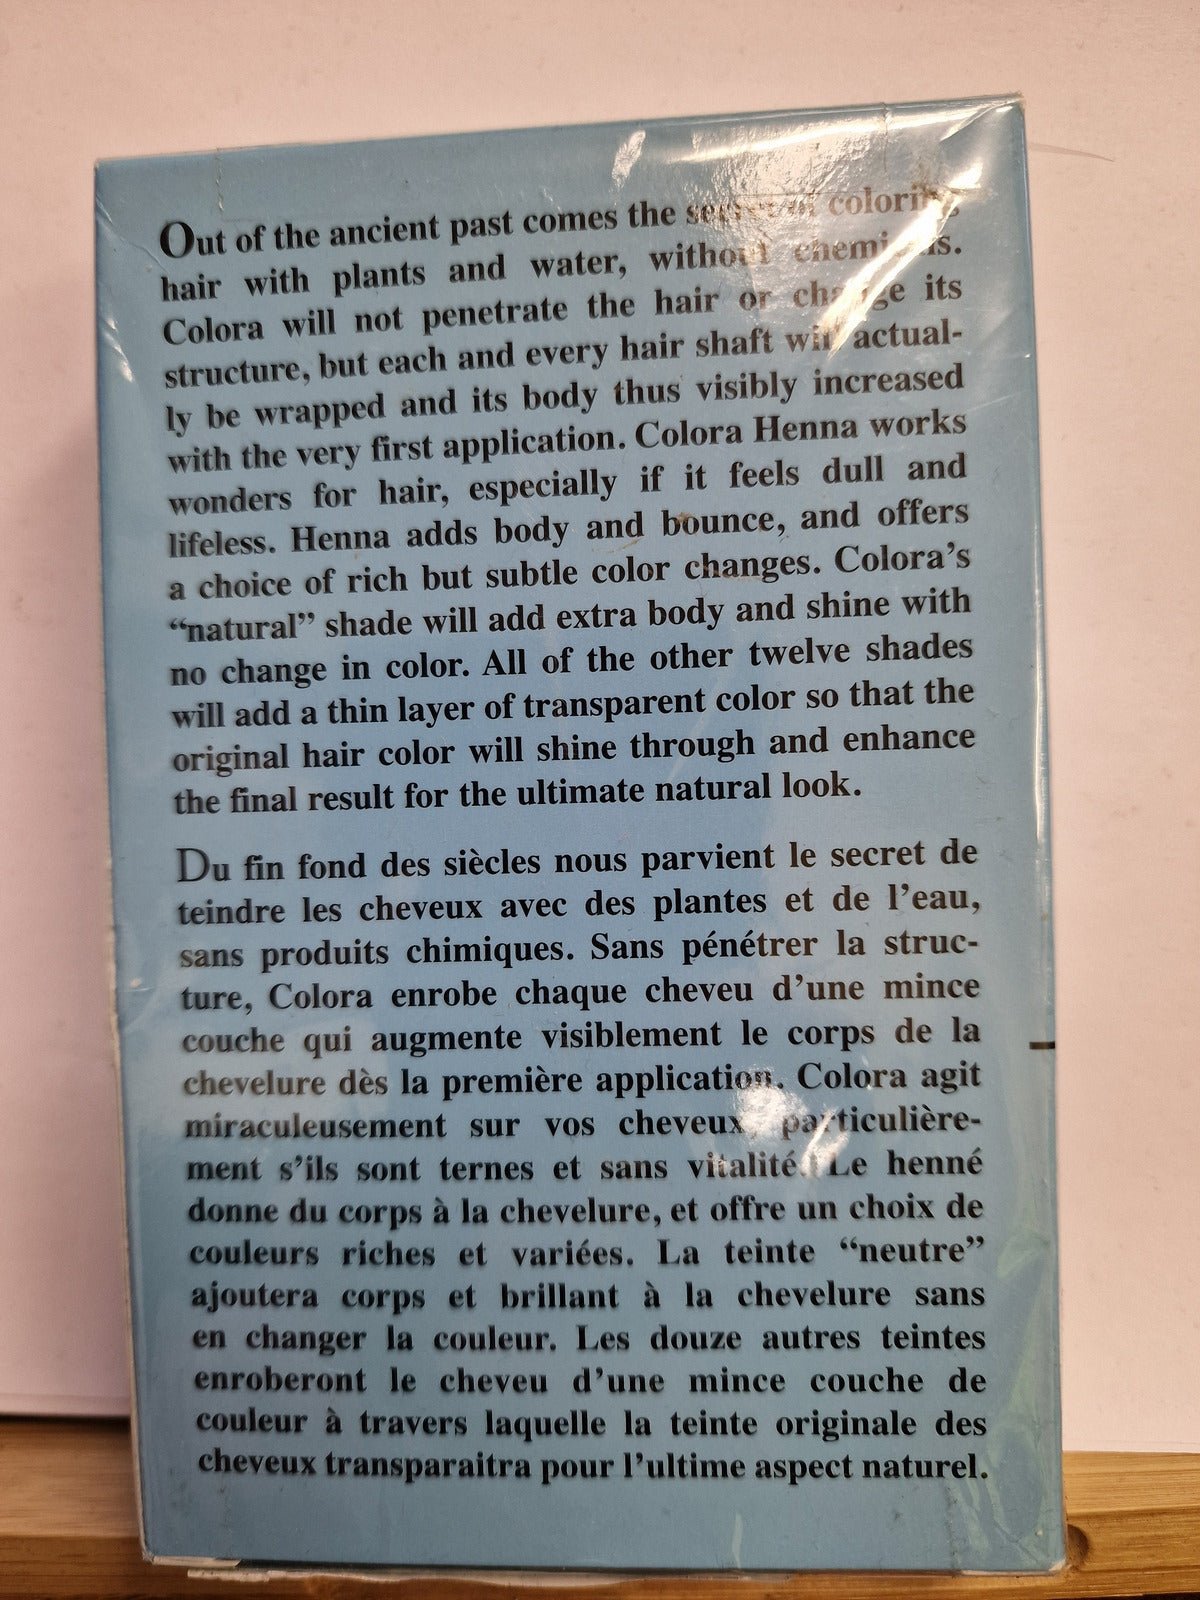 Out of the ancient past comes the secret of coloring
hair with plants and water, without chemicals.
Colora will not penetrate the hair or change its
structure, but each and every hair shaft will actual-
ly be wrapped and its body thus visibly increased
with the very first application. Colora Henna works
wonders for hair, especially if it feels dull and
lifeless. Henna adds body and bounce, and offers
a choice of rich but subtle color changes. Colora’s
“natural” shade will add extra body and shine with
no change in color. All of the other twelve shades
will add a thin layer of transparent color so that the
original hair color will shine through and enhance
the final result for the ultimate natural look.
Du fin fond des siècles nous parvient le secret de
teindre les cheveux avec des plantes et de l’eau,
sans produits chimiques. Sans pénétrer la struc-
ture, Colora enrobe chaque cheveu d’une mince
couche qui augmente visiblement le corps de la
chevelure dès la première application. Colora agit
miraculeusement sur vos cheveux, particulière-
ment s’ils sont ternes et sans vitalité. Le henné
donne du corps à la chevelure, et offre un choix de
couleurs riches et variées. La teinte “neutre”
ajoutera corps et brillant à la chevelure sans
en changer la couleur. Les douze autres teintes
enroberont le cheveu d’une mince couche de
couleur à travers laquelle la teinte originale des
cheveux transparaitra pour l’ultime aspect naturel.